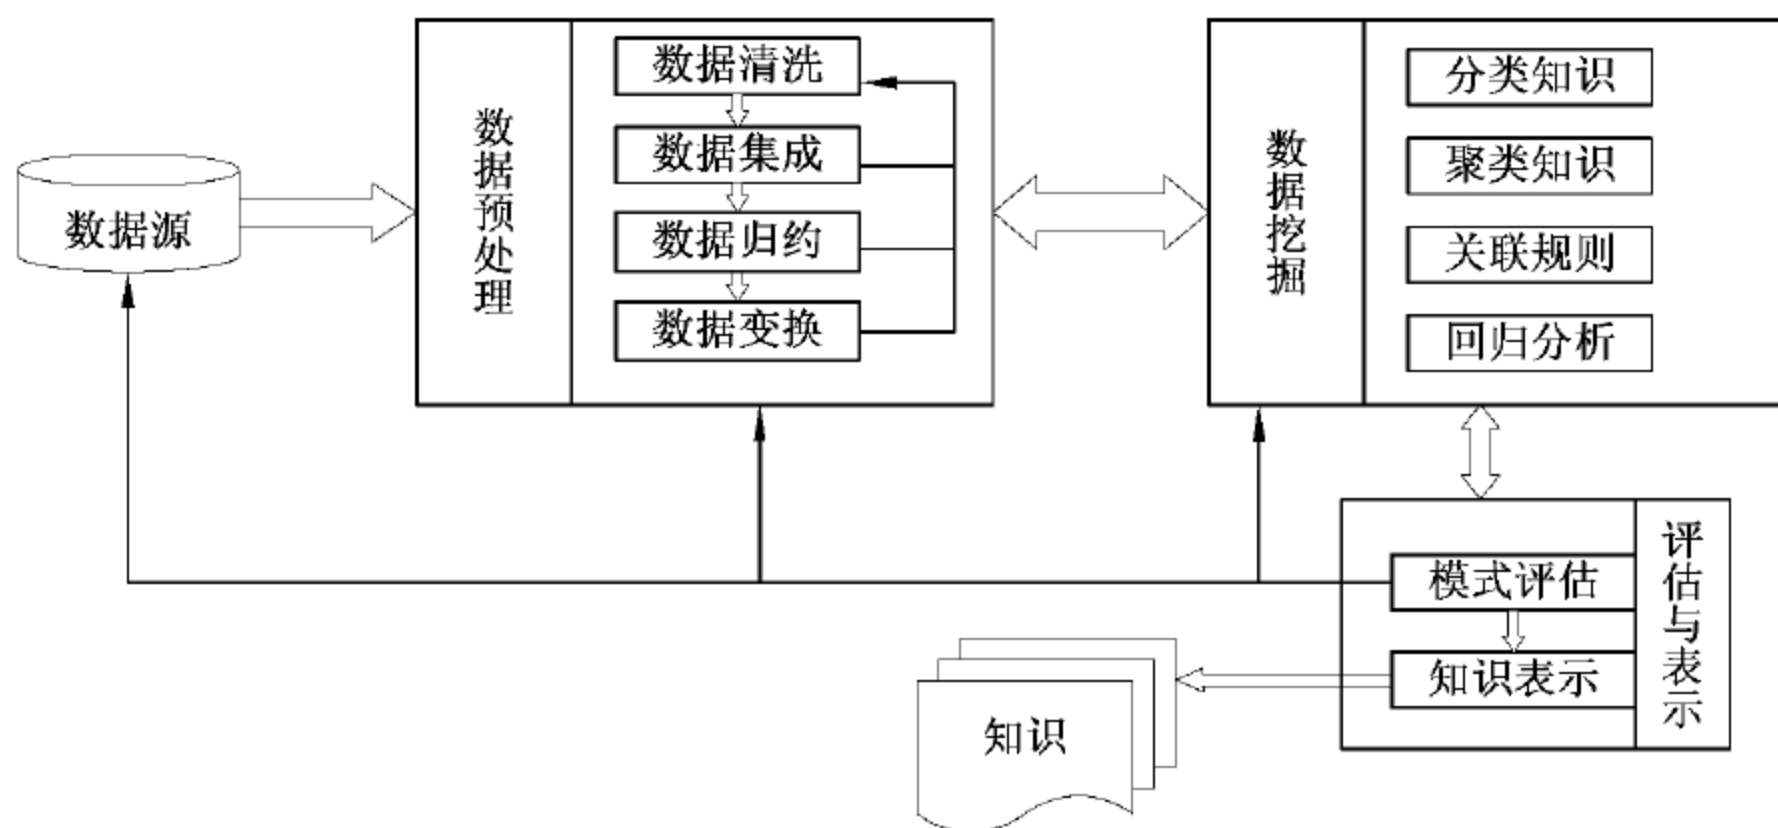 数据源
数据预处理
数据清洗
数据集成
数据归约
数据变换
数据挖掘
分类知识
聚类知识
关联规则
回归分析
评估与表示
模式评估
知识表示
知识